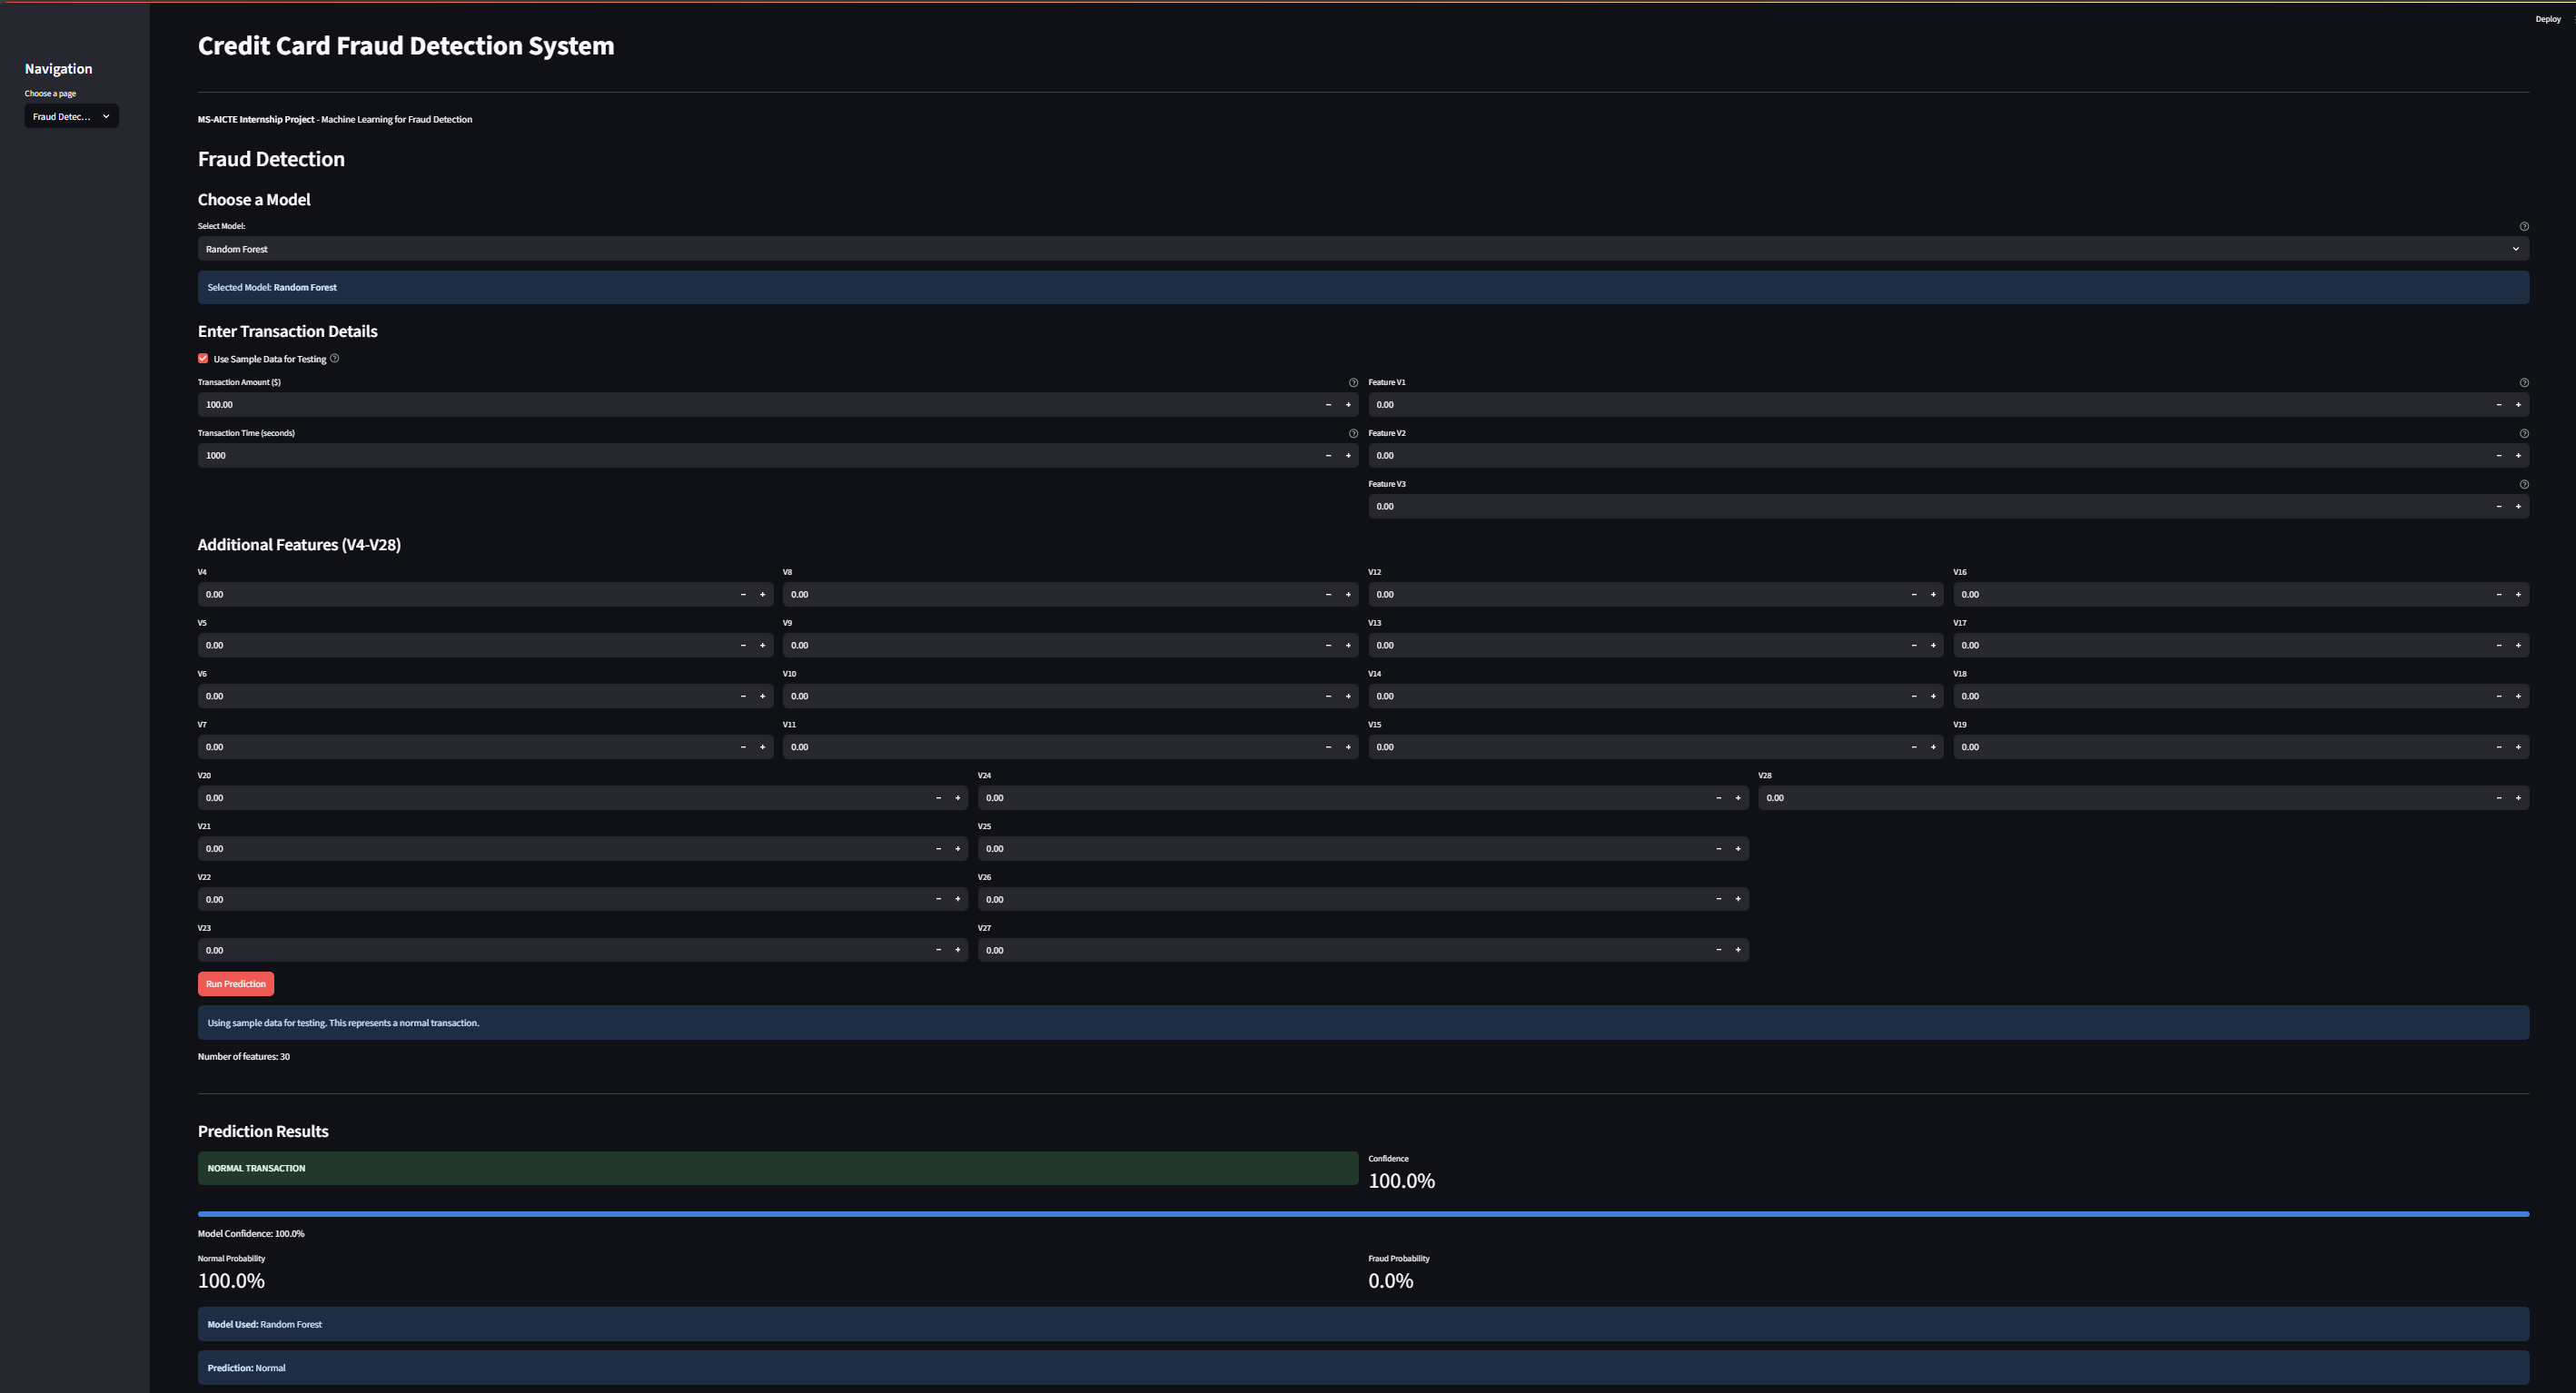 Deploy
Navigation
Choose a page
Fraud Detec...
Credit Card Fraud Detection System
MS-AICTE Internship Project - Machine Learning for Fraud Detection
Fraud Detection
Choose a Model
Select Model:
Random Forest
Selected Model: Random Forest
Enter Transaction Details
Use Sample Data for Testing
Transaction Amount ($) Feature V1
100.00 0.00
Transaction Time (seconds) Feature V2
1000 0.00
Feature V3
0.00
Additional Features (V4-V28)
V4 V8 V12 V16
0.00 0.00 0.00 0.00
V5 V9 V13 V17
0.00 0.00 0.00 0.00
V6 V10 V14 V18
0.00 0.00 0.00 0.00
V7 V11 V15 V19
0.00 0.00 0.00 0.00
V20 V24 V28
0.00 0.00 0.00
V21 V25
0.00 0.00
V22 V26
0.00 0.00
V23 V27
0.00 0.00
Run Prediction
Using sample data for testing. This represents a normal transaction.
Number of features: 30
Prediction Results
NORMAL TRANSACTION
Confidence
100.0%
Model Confidence: 100.0%
Normal Probability Fraud Probability
100.0% 0.0%
Model Used: Random Forest
Prediction: Normal